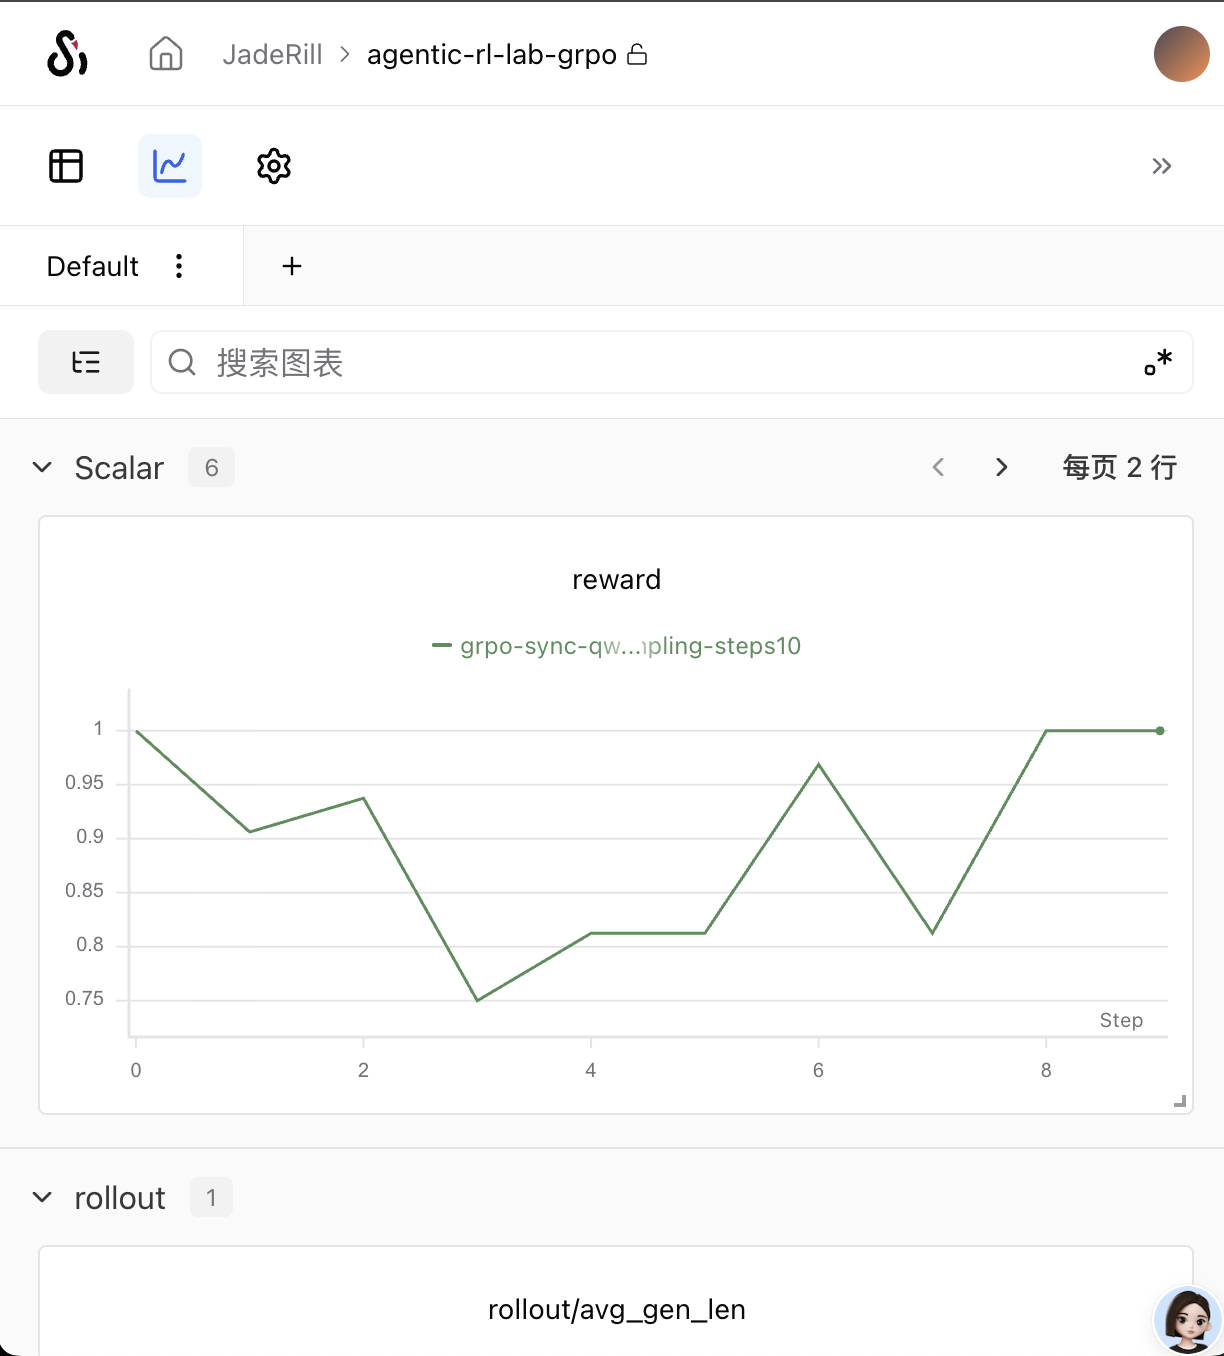 JadeRill > agentic-rl-lab-grpo
Default
搜索图表
Scalar 6
每页 2 行
reward
grpo-sync-qw...pling-steps10
1
0.95
0.9
0.85
0.8
0.75
Step
0 2 4 6 8
rollout 1
rollout/avg_gen_len